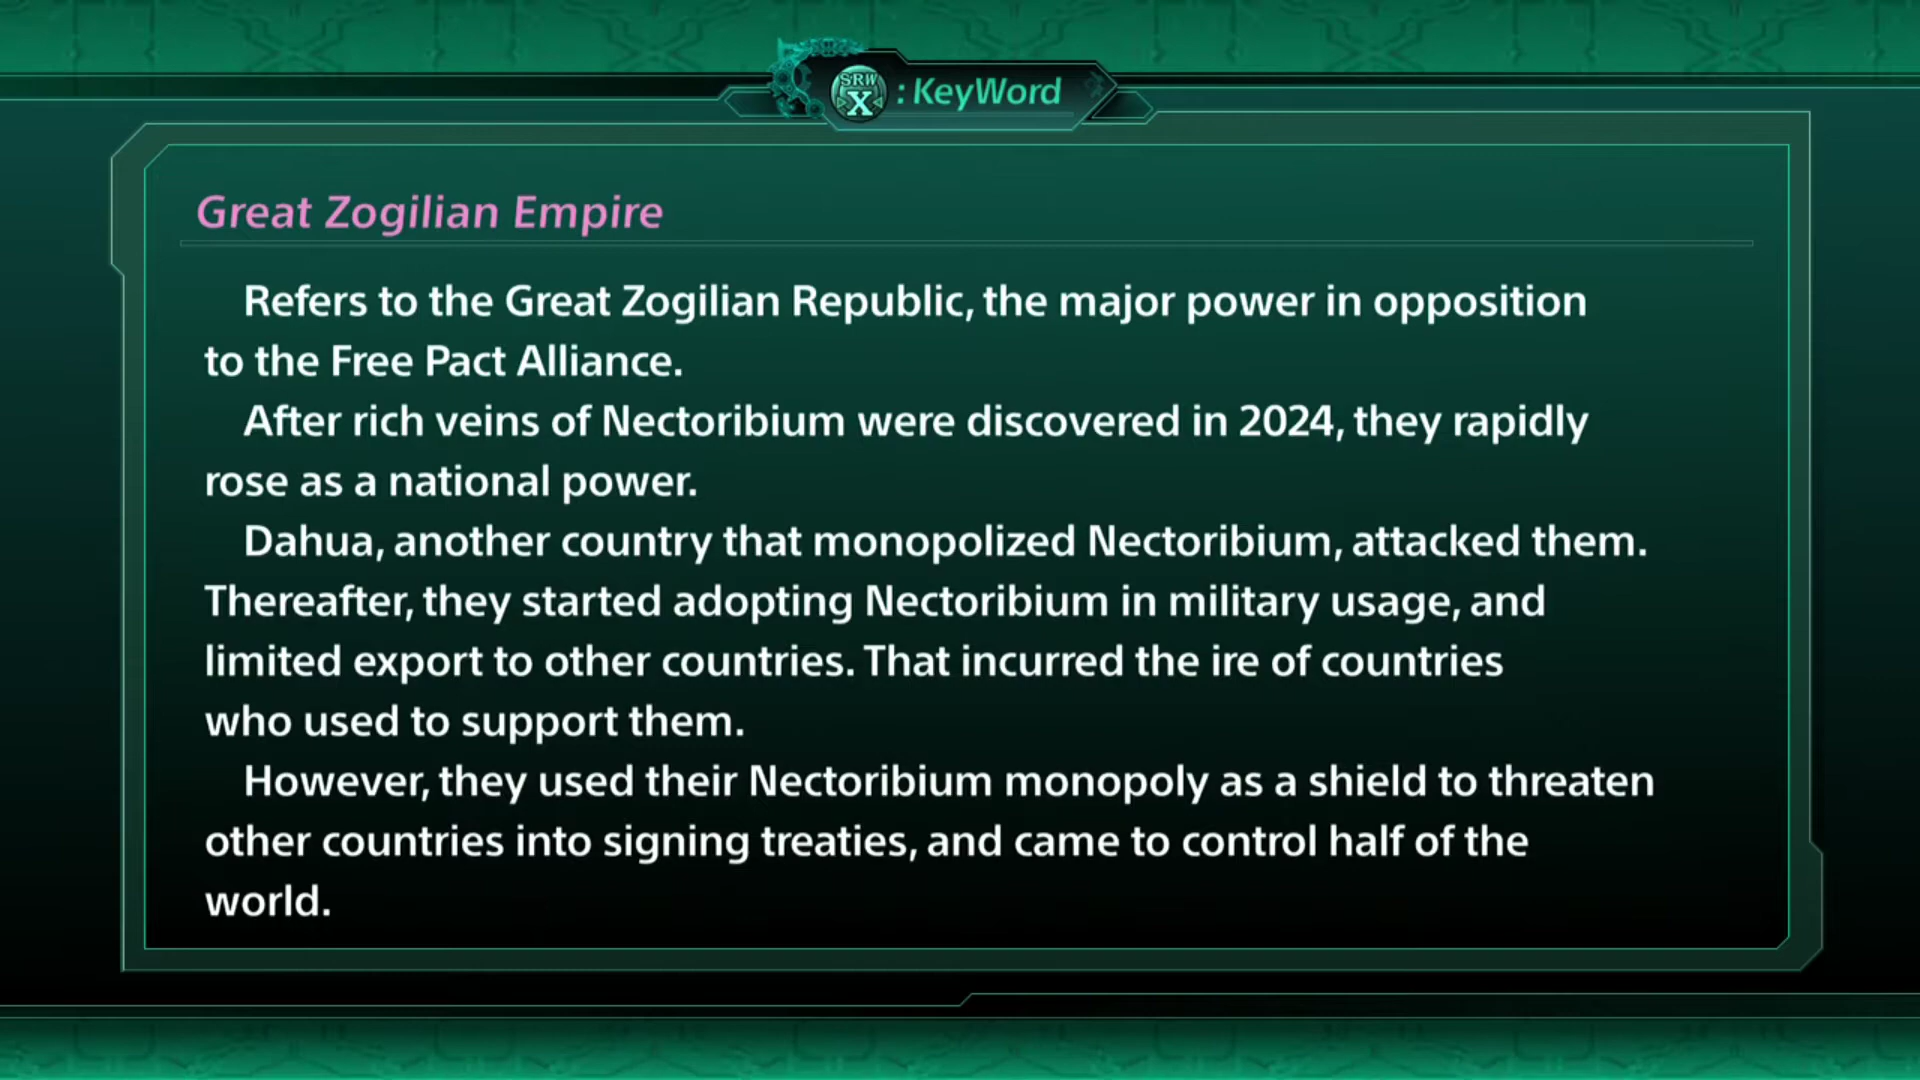 SRW
X
: KeyWord
Great Zogilian Empire
Refers to the Great Zogilian Republic, the major power in opposition
to the Free Pact Alliance.
After rich veins of Nectoribium were discovered in 2024, they rapidly
rose as a national power.
Dahua, another country that monopolized Nectoribium, attacked them.
Thereafter, they started adopting Nectoribium in military usage, and
limited export to other countries. That incurred the ire of countries
who used to support them.
However, they used their Nectoribium monopoly as a shield to threaten
other countries into signing treaties, and came to control half of the
world.